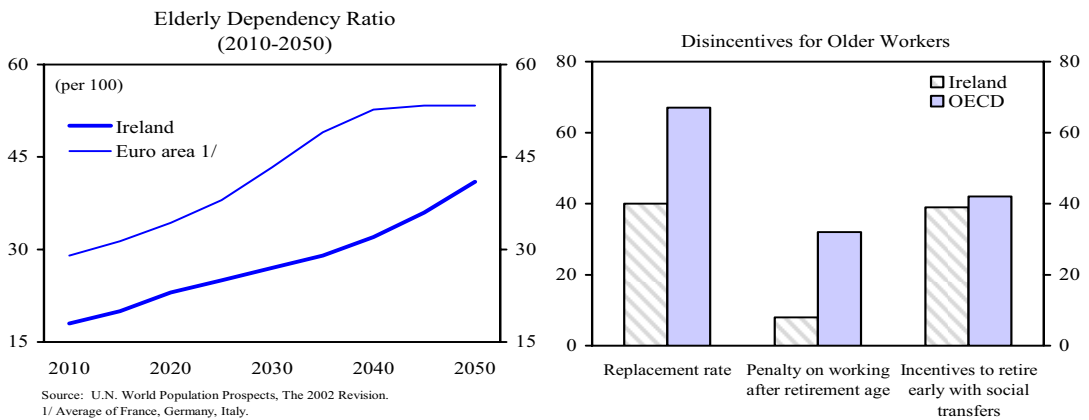 Elderly Dependency Ratio
(2010-2050)
60
60
(per 100)
Ireland
Euro area 1/
45
45
30
30
15
15
2010
2020
2030
2040
2050
Source: U.N. World Population Prospects, The 2002 Revision.
1/ Average of France, Germany, Italy.
Disincentives for Older Workers
80
80
Ireland
OECD
60
60
40
40
20
20
0
0
Replacement rate
Penalty on working
after retirement age
Incentives to retire
early with social
transfers